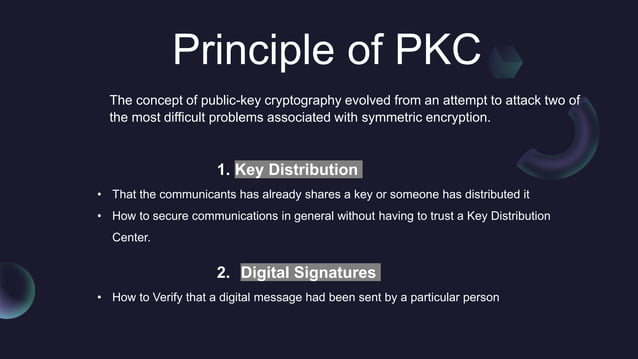 Principle of PKC
The concept of public-key cryptography evolved from an attempt to attack two of
the most difficult problems associated with symmetric encryption.
1. Key Distribution
• That the communicants has already shares a key or someone has distributed it
• How to secure communications in general without having to trust a Key Distribution
Center.
2. Digital Signatures
• How to Verify that a digital message had been sent by a particular person